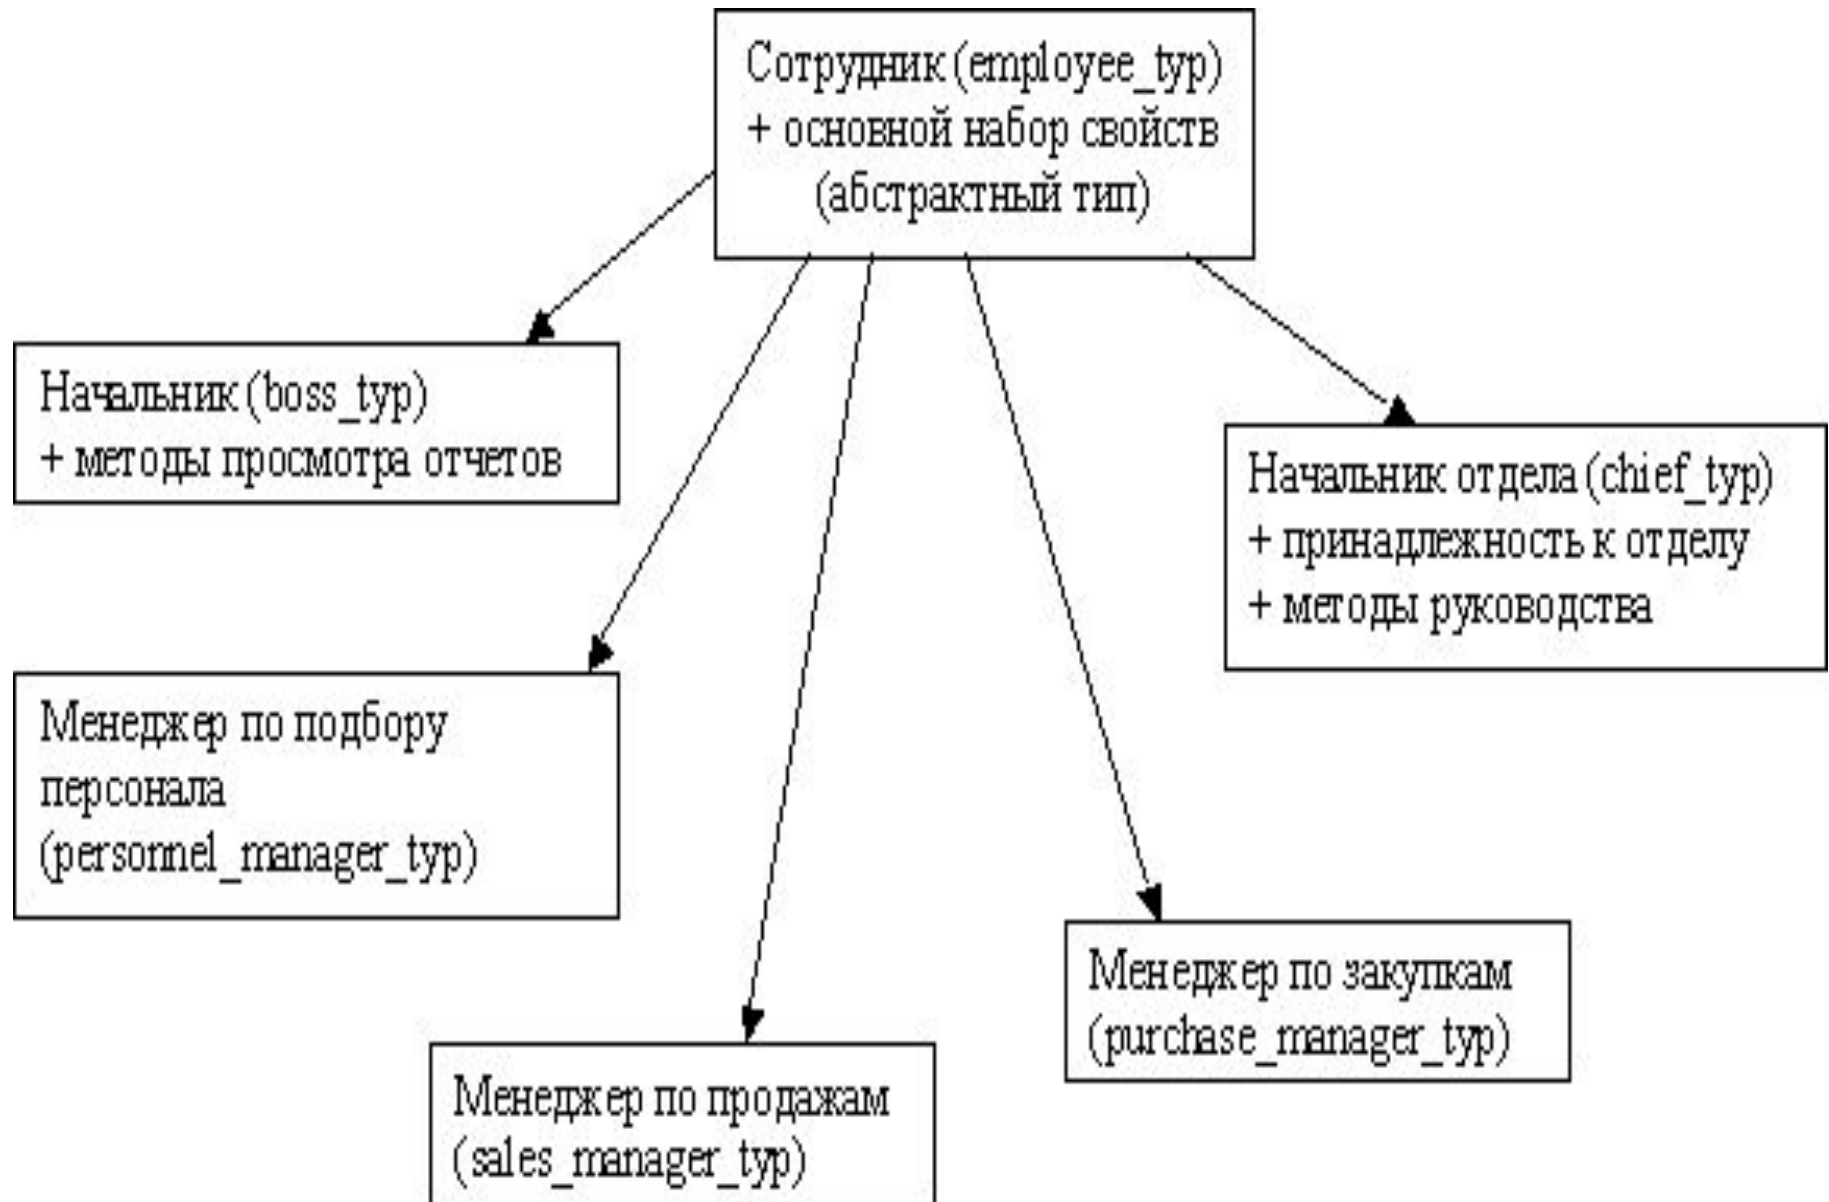 Сотрудник (employee_typ)
+ основной набор свойств
(абстрактный тип)
Начальник (boss_typ)
+ методы просмотра отчетов
Начальник отдела (chief_typ)
+ принадлежность к отделу
+ методы руководства
Менеджер по подбору
персонала
(personnel_manager_typ)
Менеджер по закупкам
(purchase_manager_typ)
Менеджер по продажам
(sales_manager_typ)